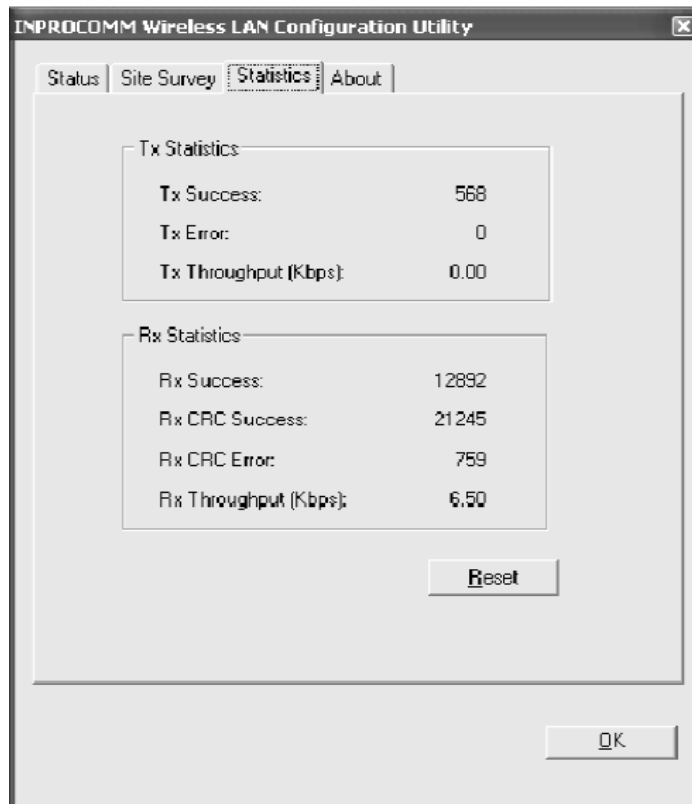 INPROCOMM Wireless LAN Configuration Utility
Status Site Survey Statistics About
Tx Statistics
Tx Success: 568
Tx Error: 0
Tx Throughput (Kbps): 0.00
Rx Statistics
Rx Success: 12892
Rx CRC Success: 21245
Rx CRC Error: 759
Rx Throughput (Kbps): 6.50
Reset
OK